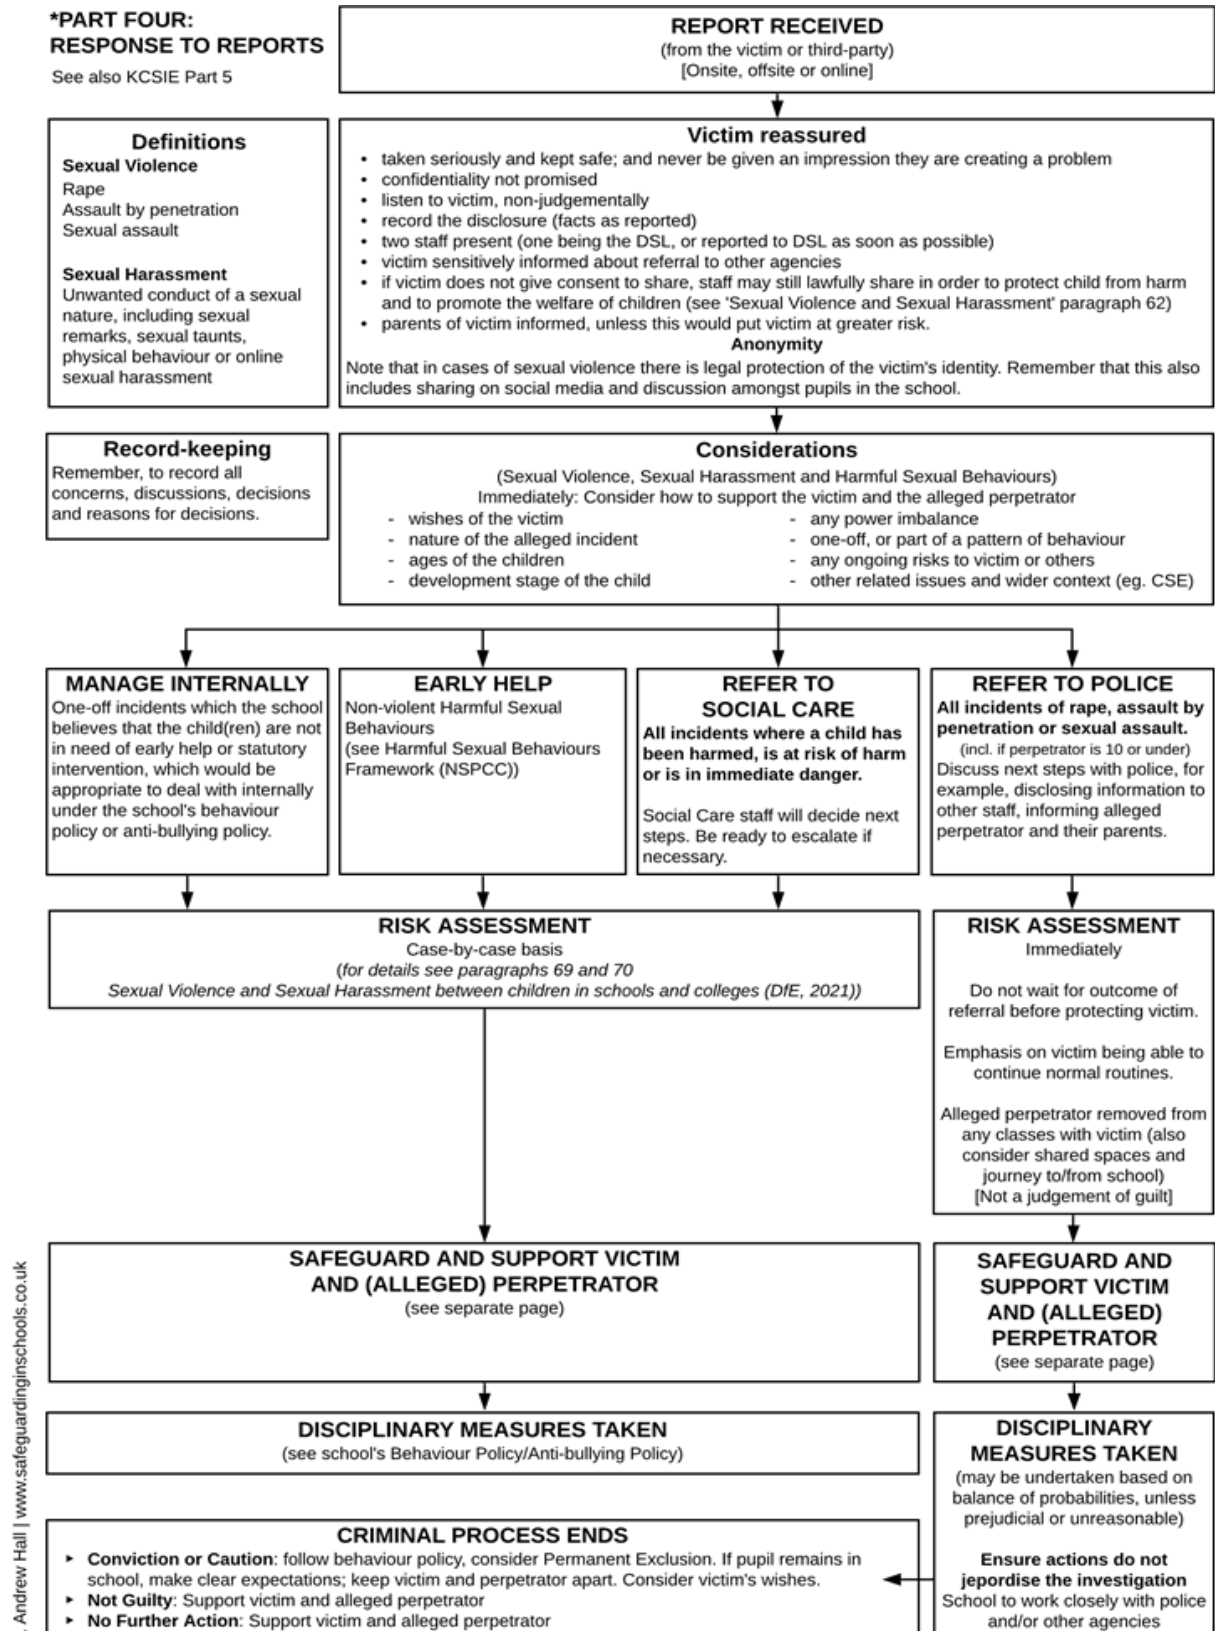 *PART FOUR:
RESPONSE TO REPORTS
See also KCSIE Part 5
REPORT RECEIVED
(from the victim or third-party)
[Onsite, offsite or online]
Definitions
Sexual Violence
Rape
Assault by penetration
Sexual assault
Sexual Harassment
Unwanted conduct of a sexual
nature, including sexual
remarks, sexual taunts,
physical behaviour or online
sexual harassment
Victim reassured
• taken seriously and kept safe; and never be given an impression they are creating a problem
• confidentiality not promised
• listen to victim, non-judgementally
• record the disclosure (facts as reported)
• two staff present (one being the DSL, or reported to DSL as soon as possible)
• victim sensitively informed about referral to other agencies
• if victim does not give consent to share, staff may still lawfully share in order to protect child from harm
and to promote the welfare of children (see 'Sexual Violence and Sexual Harassment' paragraph 62)
• parents of victim informed, unless this would put victim at greater risk.
Anonymity
Note that in cases of sexual violence there is legal protection of the victim's identity. Remember that this also
includes sharing on social media and discussion amongst pupils in the school.
Record-keeping
Remember, to record all
concerns, discussions, decisions
and reasons for decisions.
Considerations
(Sexual Violence, Sexual Harassment and Harmful Sexual Behaviours)
Immediately: Consider how to support the victim and the alleged perpetrator
- wishes of the victim
- nature of the alleged incident
- ages of the children
- development stage of the child
- any power imbalance
- one-off, or part of a pattern of behaviour
- any ongoing risks to victim or others
- other related issues and wider context (eg. CSE)
MANAGE INTERNALLY
One-off incidents which the school
believes that the child(ren) are not
in need of early help or statutory
intervention, which would be
appropriate to deal with internally
under the school's behaviour
policy or anti-bullying policy.
EARLY HELP
Non-violent Harmful Sexual
Behaviours
(see Harmful Sexual Behaviours
Framework (NSPCC))
REFER TO
SOCIAL CARE
All incidents where a child has
been harmed, is at risk of harm
or is in immediate danger.
Social Care staff will decide next
steps. Be ready to escalate if
necessary.
REFER TO POLICE
All incidents of rape, assault by
penetration or sexual assault.
(incl. if perpetrator is 10 or under)
Discuss next steps with police, for
example, disclosing information to
other staff, informing alleged
perpetrator and their parents.
RISK ASSESSMENT
Case-by-case basis
(for details see paragraphs 69 and 70
Sexual Violence and Sexual Harassment between children in schools and colleges (DfE, 2021))
RISK ASSESSMENT
Immediately
Do not wait for outcome of
referral before protecting victim.
Emphasis on victim being able to
continue normal routines.
Alleged perpetrator removed from
any classes with victim (also
consider shared spaces and
journey to/from school)
[Not a judgement of guilt]
SAFEGUARD AND SUPPORT VICTIM
AND (ALLEGED) PERPETRATOR
(see separate page)
SAFEGUARD AND
SUPPORT VICTIM
AND (ALLEGED)
PERPETRATOR
(see separate page)
DISCIPLINARY MEASURES TAKEN
(see school's Behaviour Policy/Anti-bullying Policy)
DISCIPLINARY
MEASURES TAKEN
(may be undertaken based on
balance of probabilities, unless
prejudicial or unreasonable)
Ensure actions do not
jepordise the investigation
School to work closely with police
and/or other agencies
CRIMINAL PROCESS ENDS
▸ Conviction or Caution: follow behaviour policy, consider Permanent Exclusion. If pupil remains in
school, make clear expectations; keep victim and perpetrator apart. Consider victim's wishes.
▸ Not Guilty: Support victim and alleged perpetrator
▸ No Further Action: Support victim and alleged perpetrator
, Andrew Hall | www.safeguardinginschools.co.uk